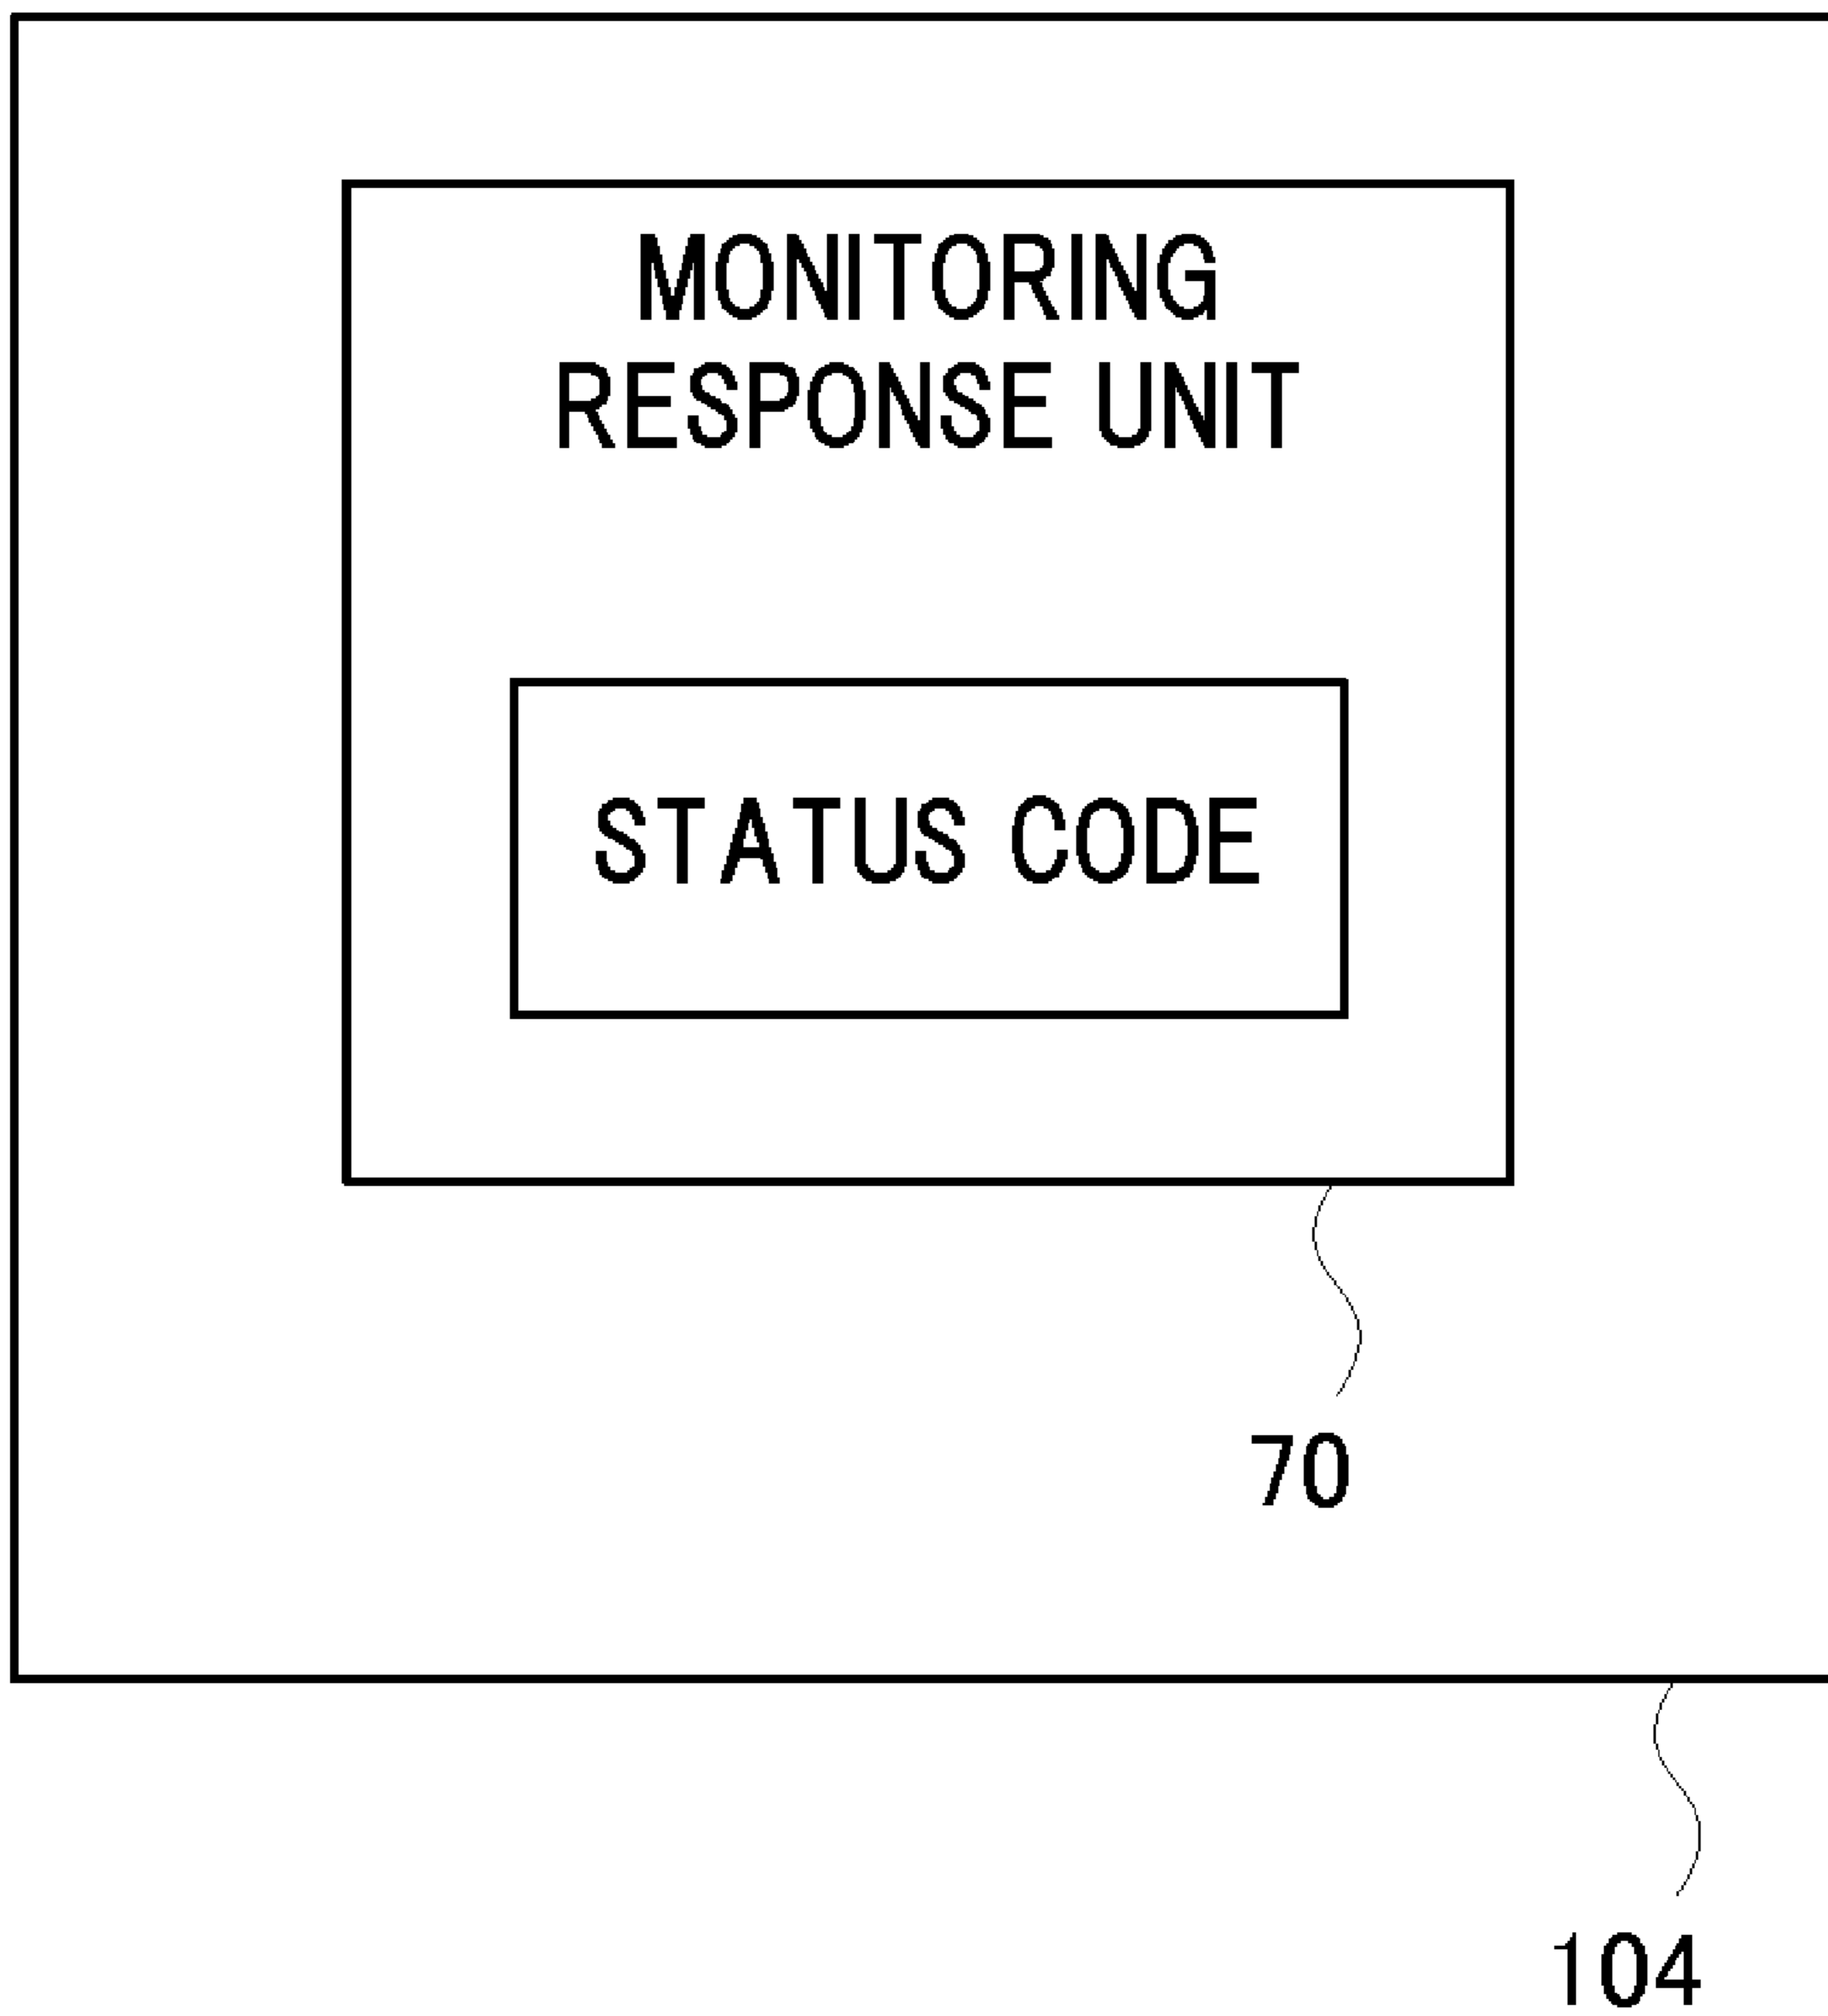 MONITORING
RESPONSE UNIT
STATUS CODE
70
104